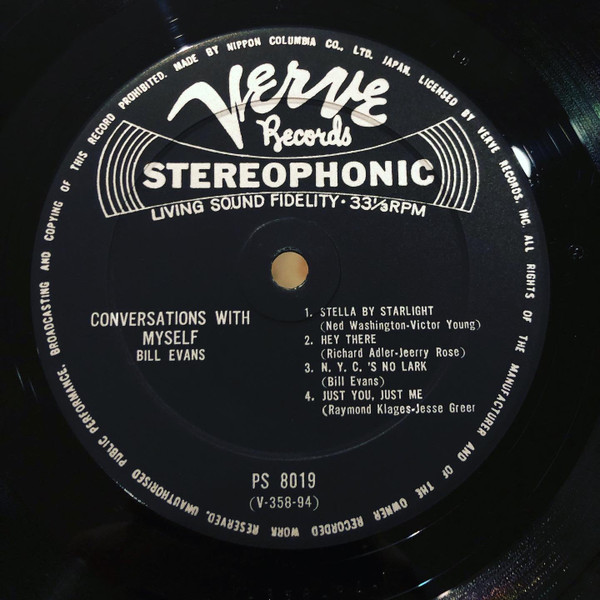 Verve
Records
STEREOPHONIC
LIVING SOUND FIDELITY • 33⅓ RPM
CONVERSATIONS WITH
MYSELF
BILL EVANS
1. STELLA BY STARLIGHT
(Ned Washington-Victor Young)
2. HEY THERE
(Richard Adler-Jeerry Rose)
3. N. Y. C. 'S NO LARK
(Bill Evans)
4. JUST YOU, JUST ME
(Raymond Klages-Jesse Greer
PS 8019
(V-358-94)
MADE BY NIPPON COLUMBIA CO., LTD. JAPAN. LICENSED BY VERVE RECORDS, INC. ALL RIGHTS OF THE MANUFACTURER AND OF THE OWNER RECORDED WORK RESERVED. UNAUTHORISED PUBLIC PERFORMANCE, BROADCASTING AND COPYING OF THIS RECORD PROHIBITED.